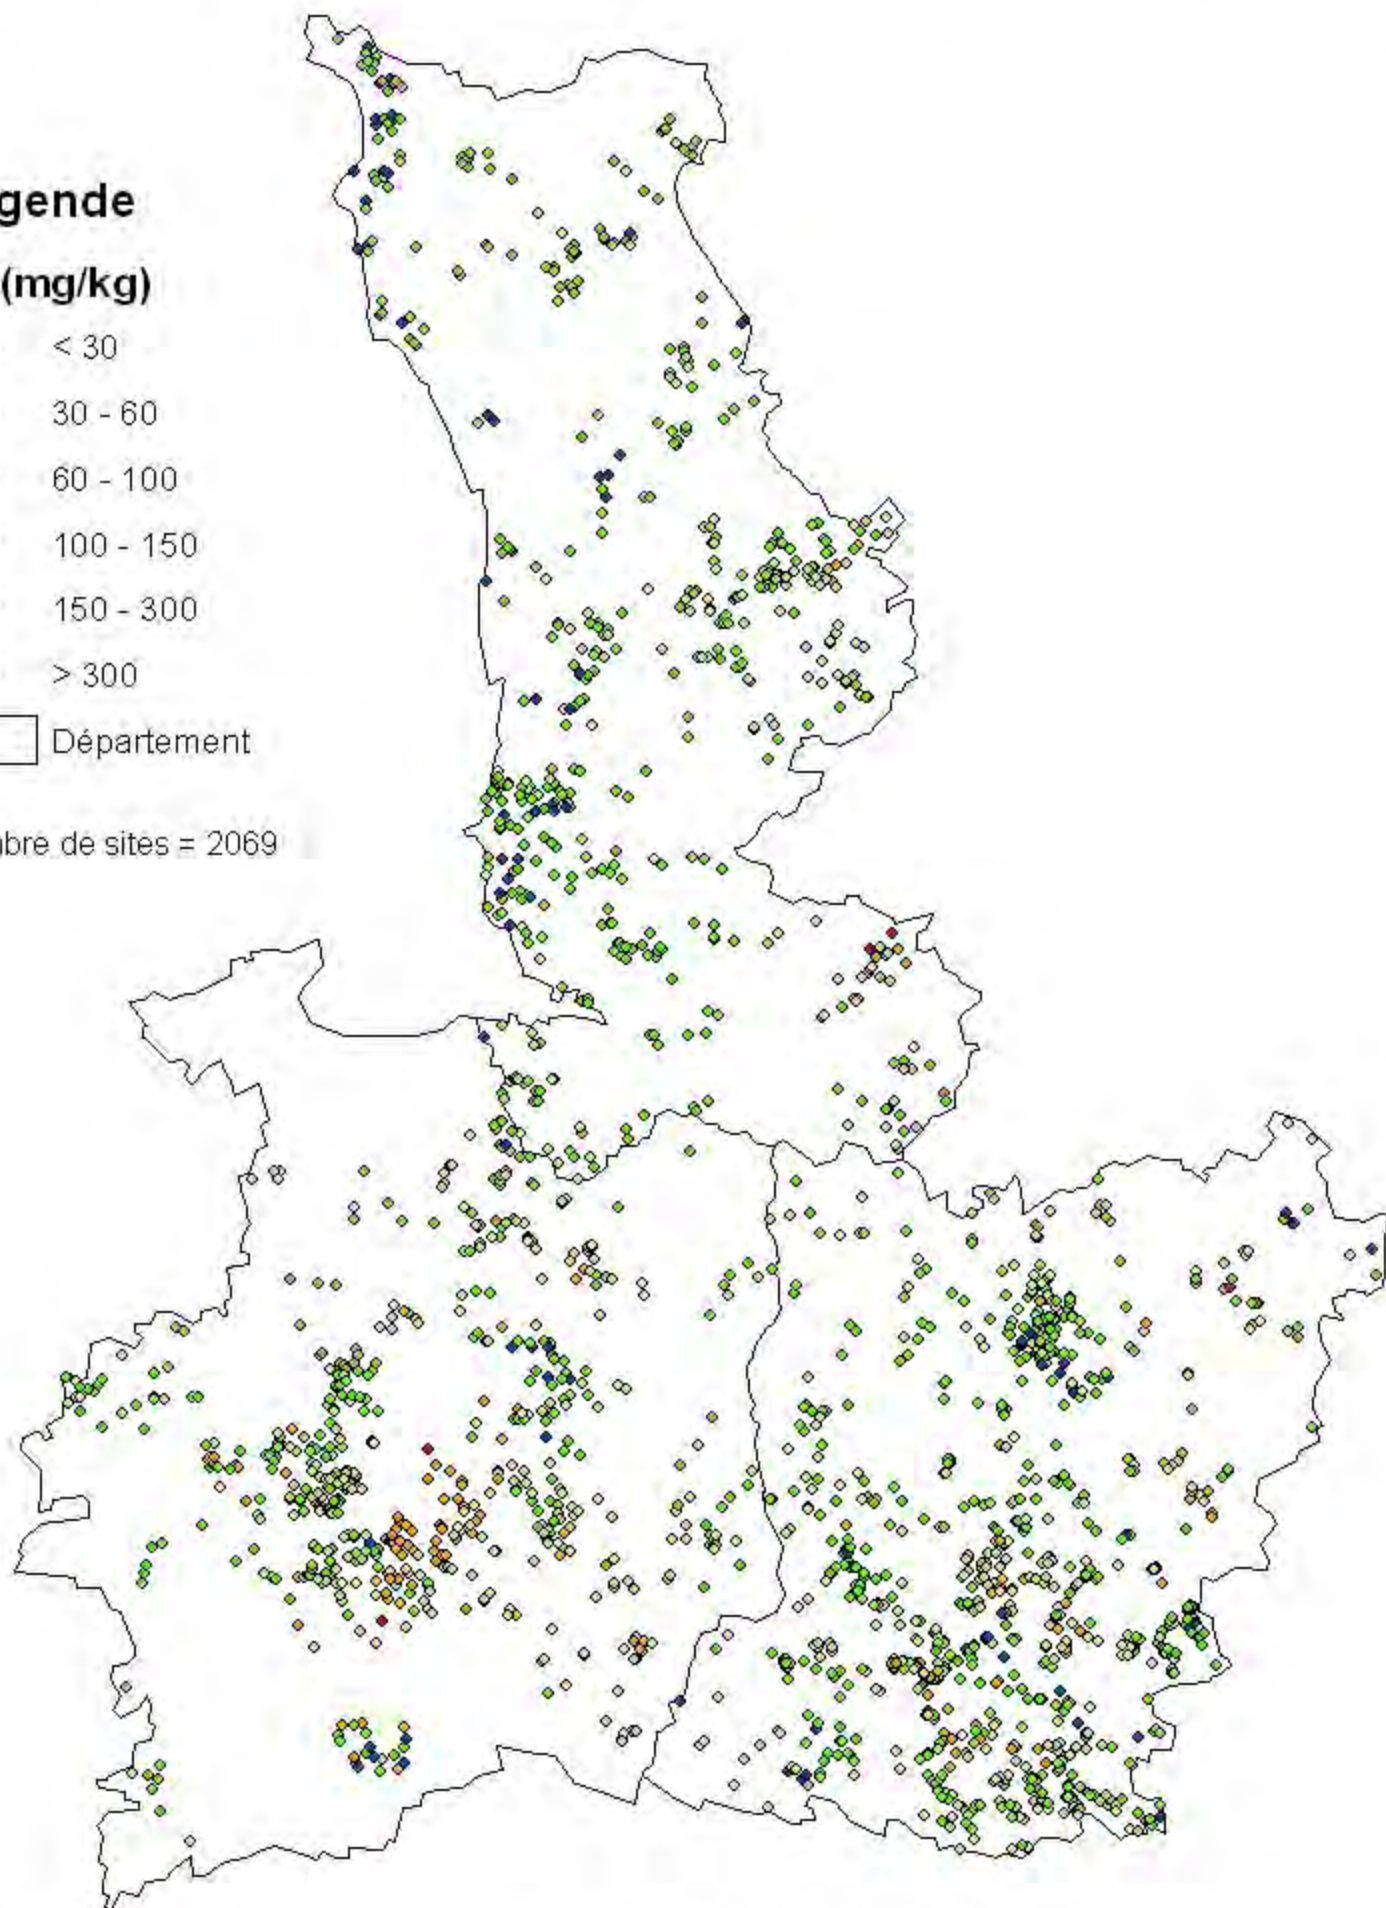 gende
(mg/kg)
< 30
30 - 60
60 - 100
100 - 150
150 - 300
> 300
Département
bre de sites = 2069